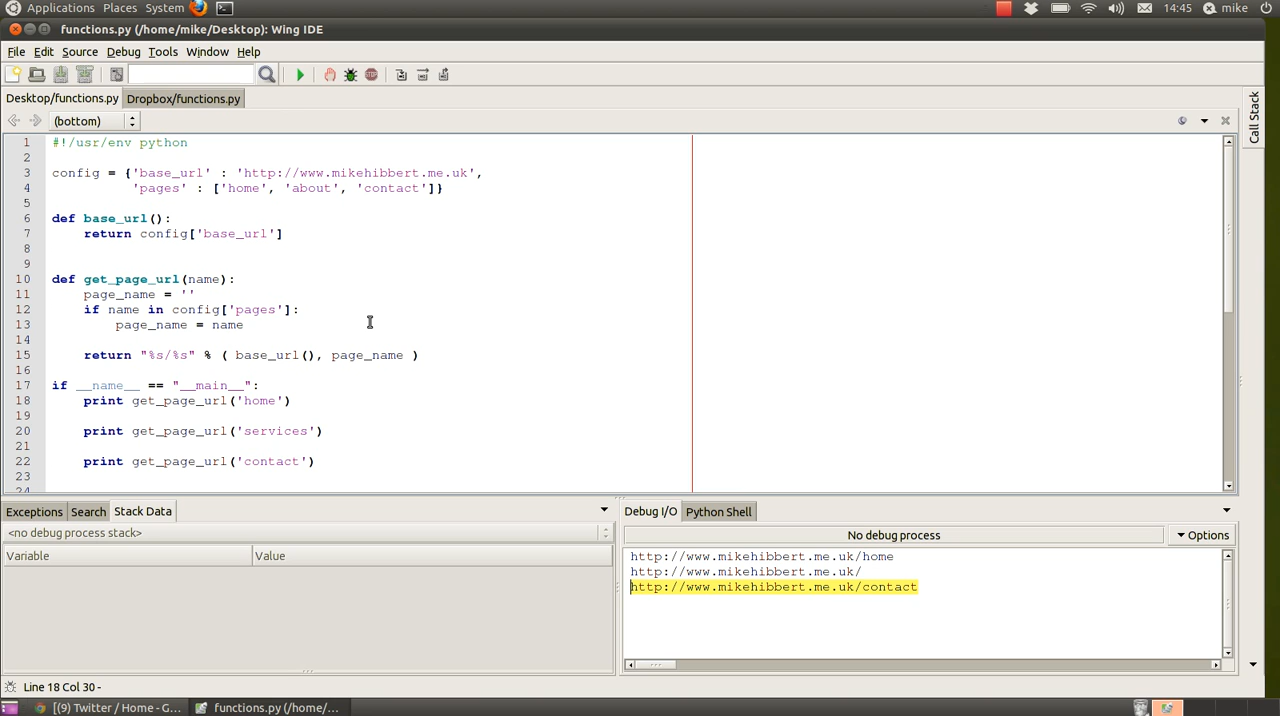 Applications Places System
14:45 mike
functions.py (/home/mike/Desktop): Wing IDE
File Edit Source Debug Tools Window Help
Desktop/functions.py Dropbox/functions.py
(bottom)
Call Stack
1 #!/usr/env python
2
3 config = {'base_url' : 'http://www.mikehibbert.me.uk',
4 'pages' : ['home', 'about', 'contact']}
5
6 def base_url():
7 return config['base_url']
8
9
10 def get_page_url(name):
11 page_name = ''
12 if name in config['pages']:
13 page_name = name
14
15 return "%s/%s" % ( base_url(), page_name )
16
17 if __name__ == "__main__":
18 print get_page_url('home')
19
20 print get_page_url('services')
21
22 print get_page_url('contact')
23
24
Exceptions Search Stack Data
<no debug process stack>
Variable Value
Debug I/O Python Shell
No debug process Options
http://www.mikehibbert.me.uk/home
http://www.mikehibbert.me.uk/
http://www.mikehibbert.me.uk/contact
Line 18 Col 30 -
[(9) Twitter / Home - G... functions.py (/home/...